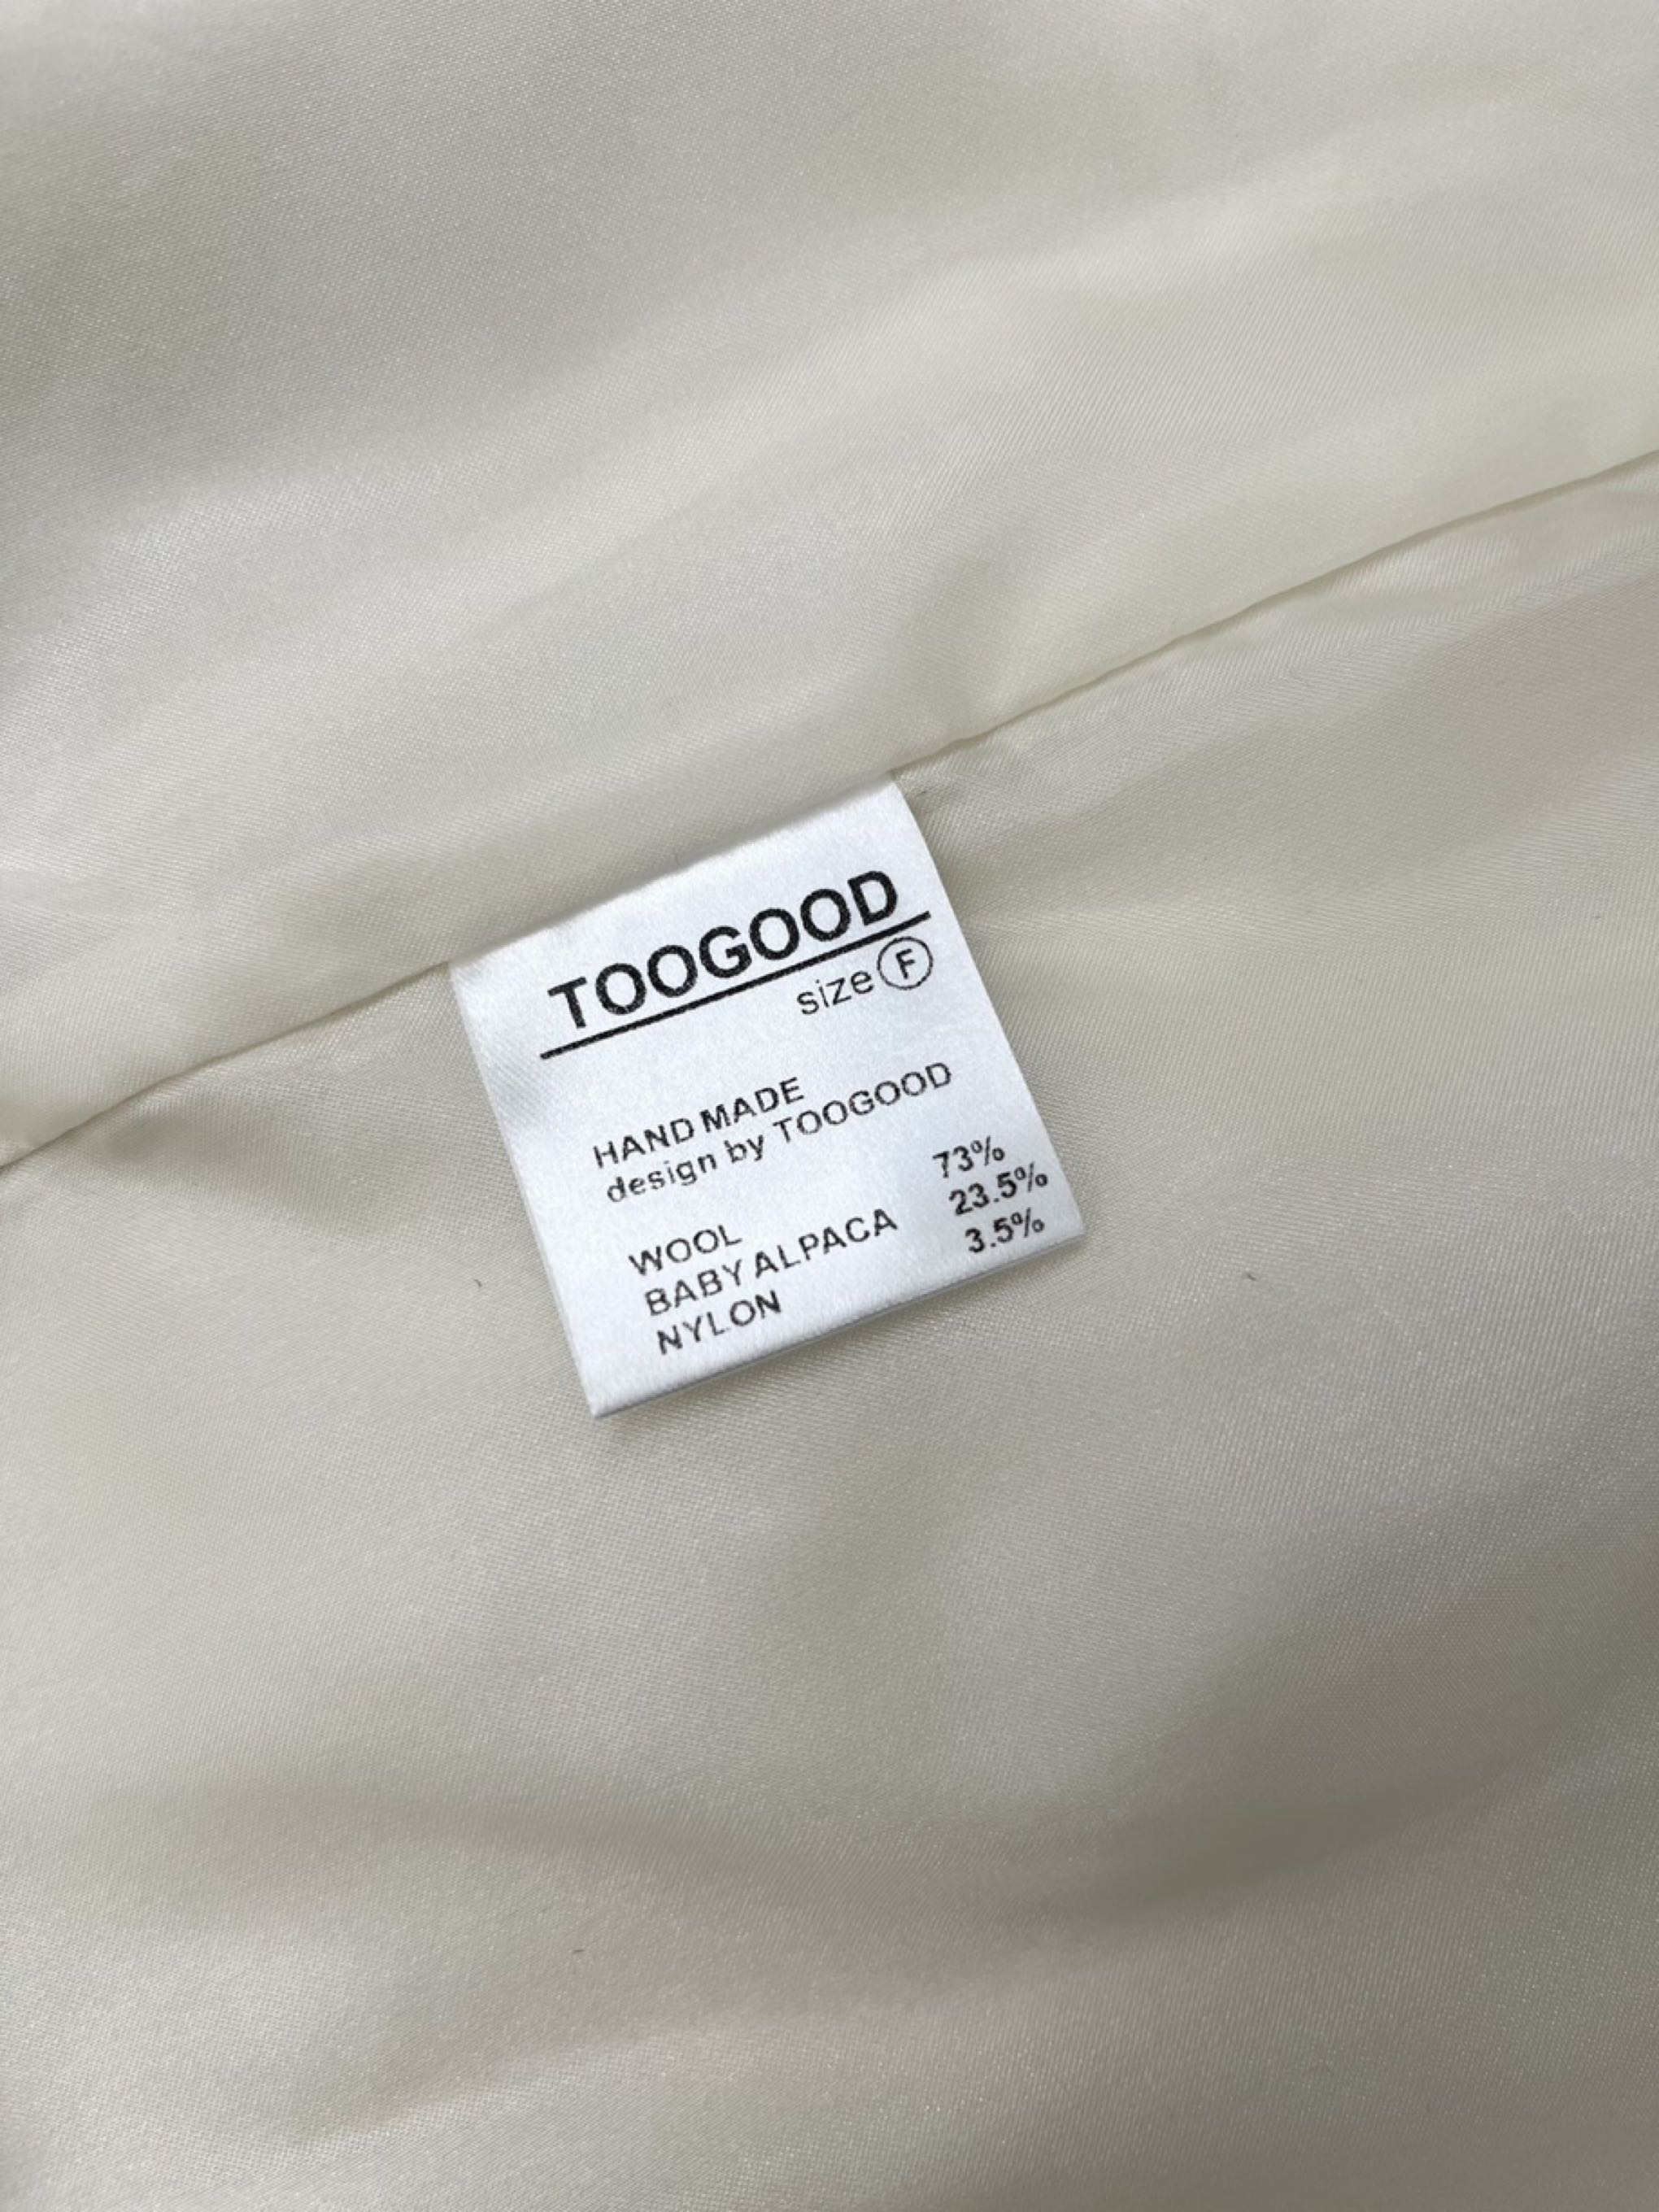 TOOGOOD
size F
HAND MADE
design by TOOGOOD
WOOL 73%
BABY ALPACA 23.5%
NYLON 3.5%